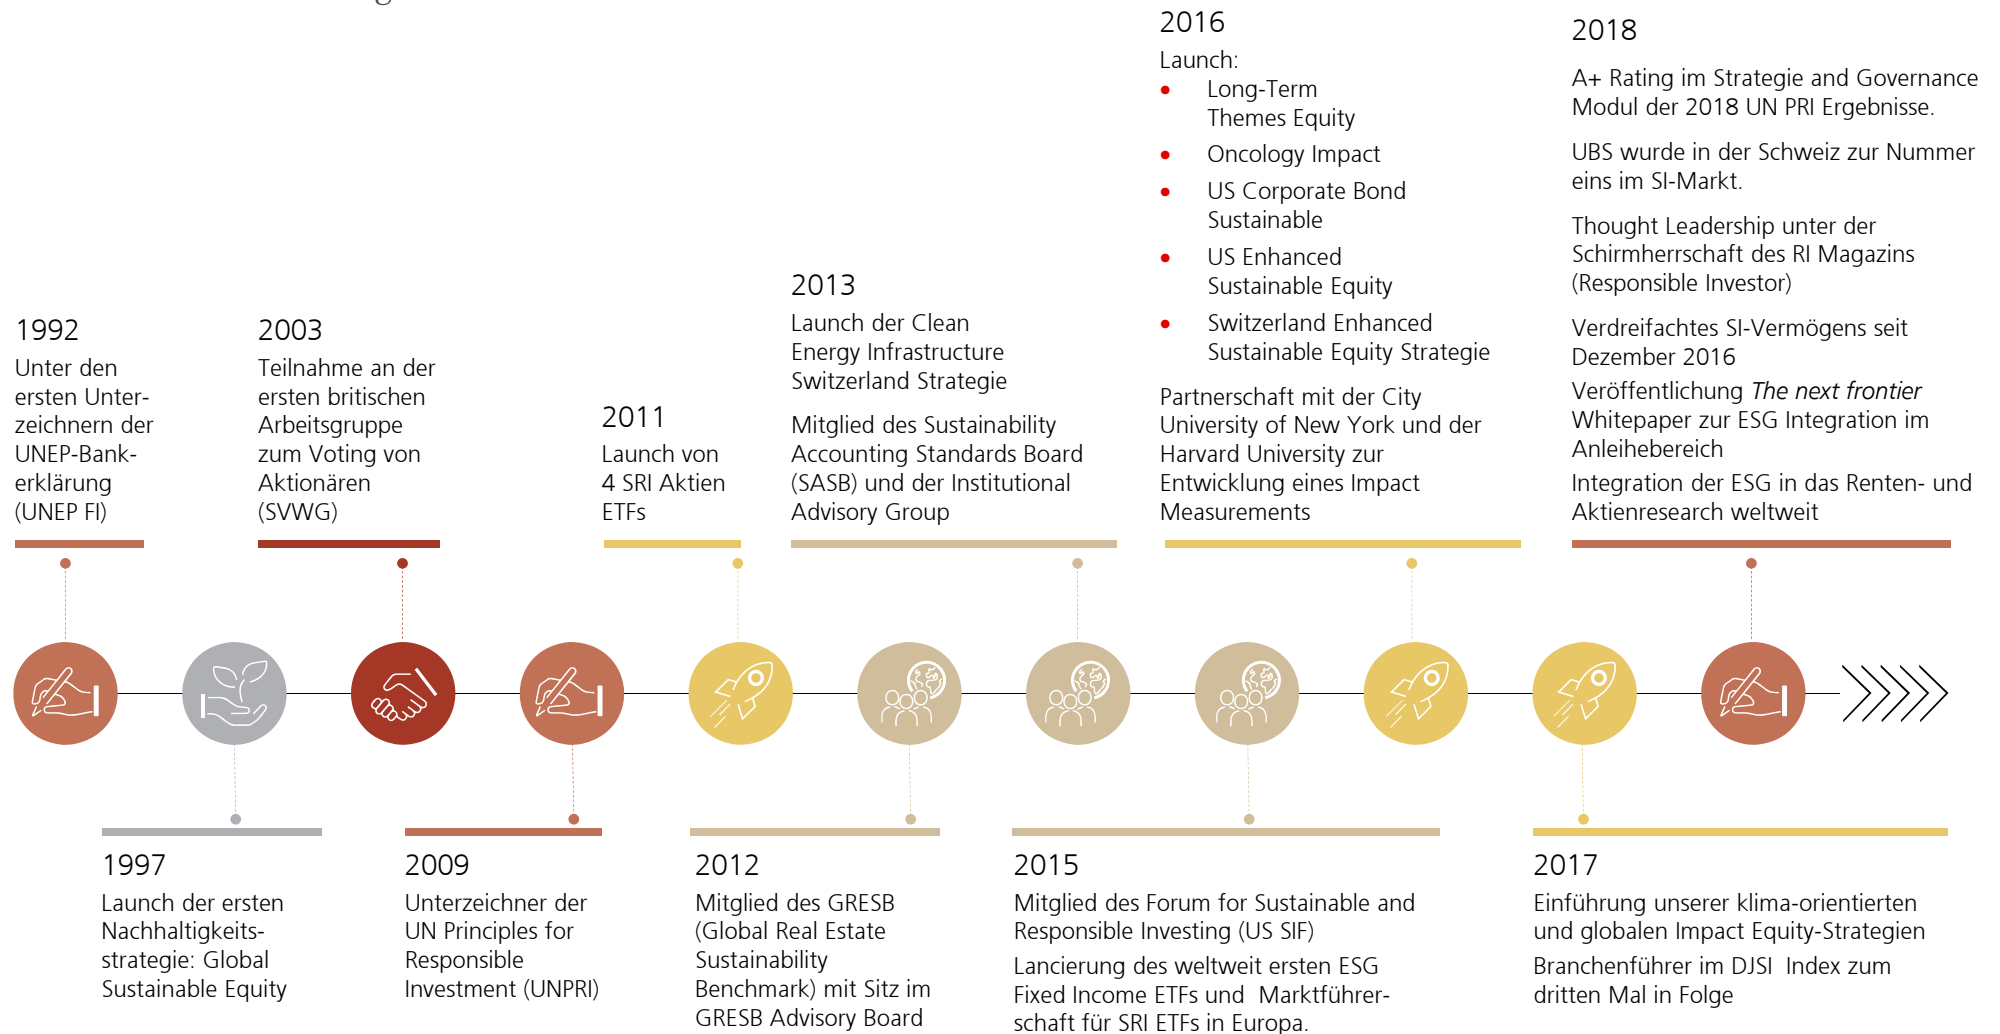 1992
Unter den
ersten Unter-
zeichnern der
UNEP-Bank-
erklärung
(UNEP FI)
2003
Teilnahme an der
ersten britischen
Arbeitsgruppe
zum Voting von
Aktionären
(SVWG)
2011
Launch von
4 SRI Aktien
ETFs
2013
Launch der Clean
Energy Infrastructure
Switzerland Strategie
Mitglied des Sustainability
Accounting Standards Board
(SASB) und der Institutional
Advisory Group
2016
Launch:
• Long-Term
Themes Equity
• Oncology Impact
• US Corporate Bond
Sustainable
• US Enhanced
Sustainable Equity
• Switzerland Enhanced
Sustainable Equity Strategie
Partnerschaft mit der City
University of New York und der
Harvard University zur
Entwicklung eines Impact
Measurements
2018
A+ Rating im Strategie and Governance
Modul der 2018 UN PRI Ergebnisse.
UBS wurde in der Schweiz zur Nummer
eins im SI-Markt.
Thought Leadership unter der
Schirmherrschaft des RI Magazins
(Responsible Investor)
Verdreifachtes SI-Vermögens seit
Dezember 2016
Veröffentlichung The next frontier
Whitepaper zur ESG Integration im
Anleihebereich
Integration der ESG in das Renten- und
Aktienresearch weltweit
1997
Launch der ersten
Nachhaltigkeits-
strategie: Global
Sustainable Equity
2009
Unterzeichner der
UN Principles for
Responsible
Investment (UNPRI)
2012
Mitglied des GRESB
(Global Real Estate
Sustainability
Benchmark) mit Sitz im
GRESB Advisory Board
2015
Mitglied des Forum for Sustainable and
Responsible Investing (US SIF)
Lancierung des weltweit ersten ESG
Fixed Income ETFs und Marktführer-
schaft für SRI ETFs in Europa.
2017
Einführung unserer klima-orientierten
und globalen Impact Equity-Strategien
Branchenführer im DJSI Index zum
dritten Mal in Folge